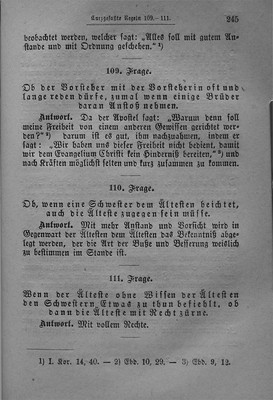 Kurzgefaßte Regeln 109.–111. 245
beobachtet werden, welcher sagt: „Alles soll mit gutem An-
stande und mit Ordnung geschehen.“ ¹)
109. Frage.
Ob der Vorsteher mit der Vorsteherin oft und
lange reden dürfe, zumal wenn einige Brüder
daran Anstoß nehmen.
Antwort. Da der Apostel sagt: „Warum denn soll
meine Freiheit von einem anderen Gewissen gerichtet wer-
den?“ ²) darum ist es gut, ihm nachzuahmen, indem er
sagt: „Wir haben uns dieser Freiheit nicht bedient, damit
wir dem Evangelium Christi kein Hinderniß bereiten,“ ³) und
nach Kräften möglichst selten und kurz zusammen zu kommen.
110. Frage.
Ob, wenn eine Schwester dem Ältesten beichtet,
auch die Älteste zugegen sein müsse.
Antwort. Mit mehr Anstand und Vorsicht wird in
Gegenwart der Ältesten dem Ältesten das Bekenntniß abge-
legt werden, der die Art der Buße und Besserung weislich
zu bestimmen im Stande ist.
111. Frage.
Wenn der Älteste ohne Wissen der Ältesten
den Schwestern Etwas zu thun befiehlt, ob
dann die Älteste mit Recht zürne.
Antwort. Mit vollem Rechte.
1) I. Kor. 14, 40. — 2) Ebd. 10, 29. — 3) Ebd. 9, 12.